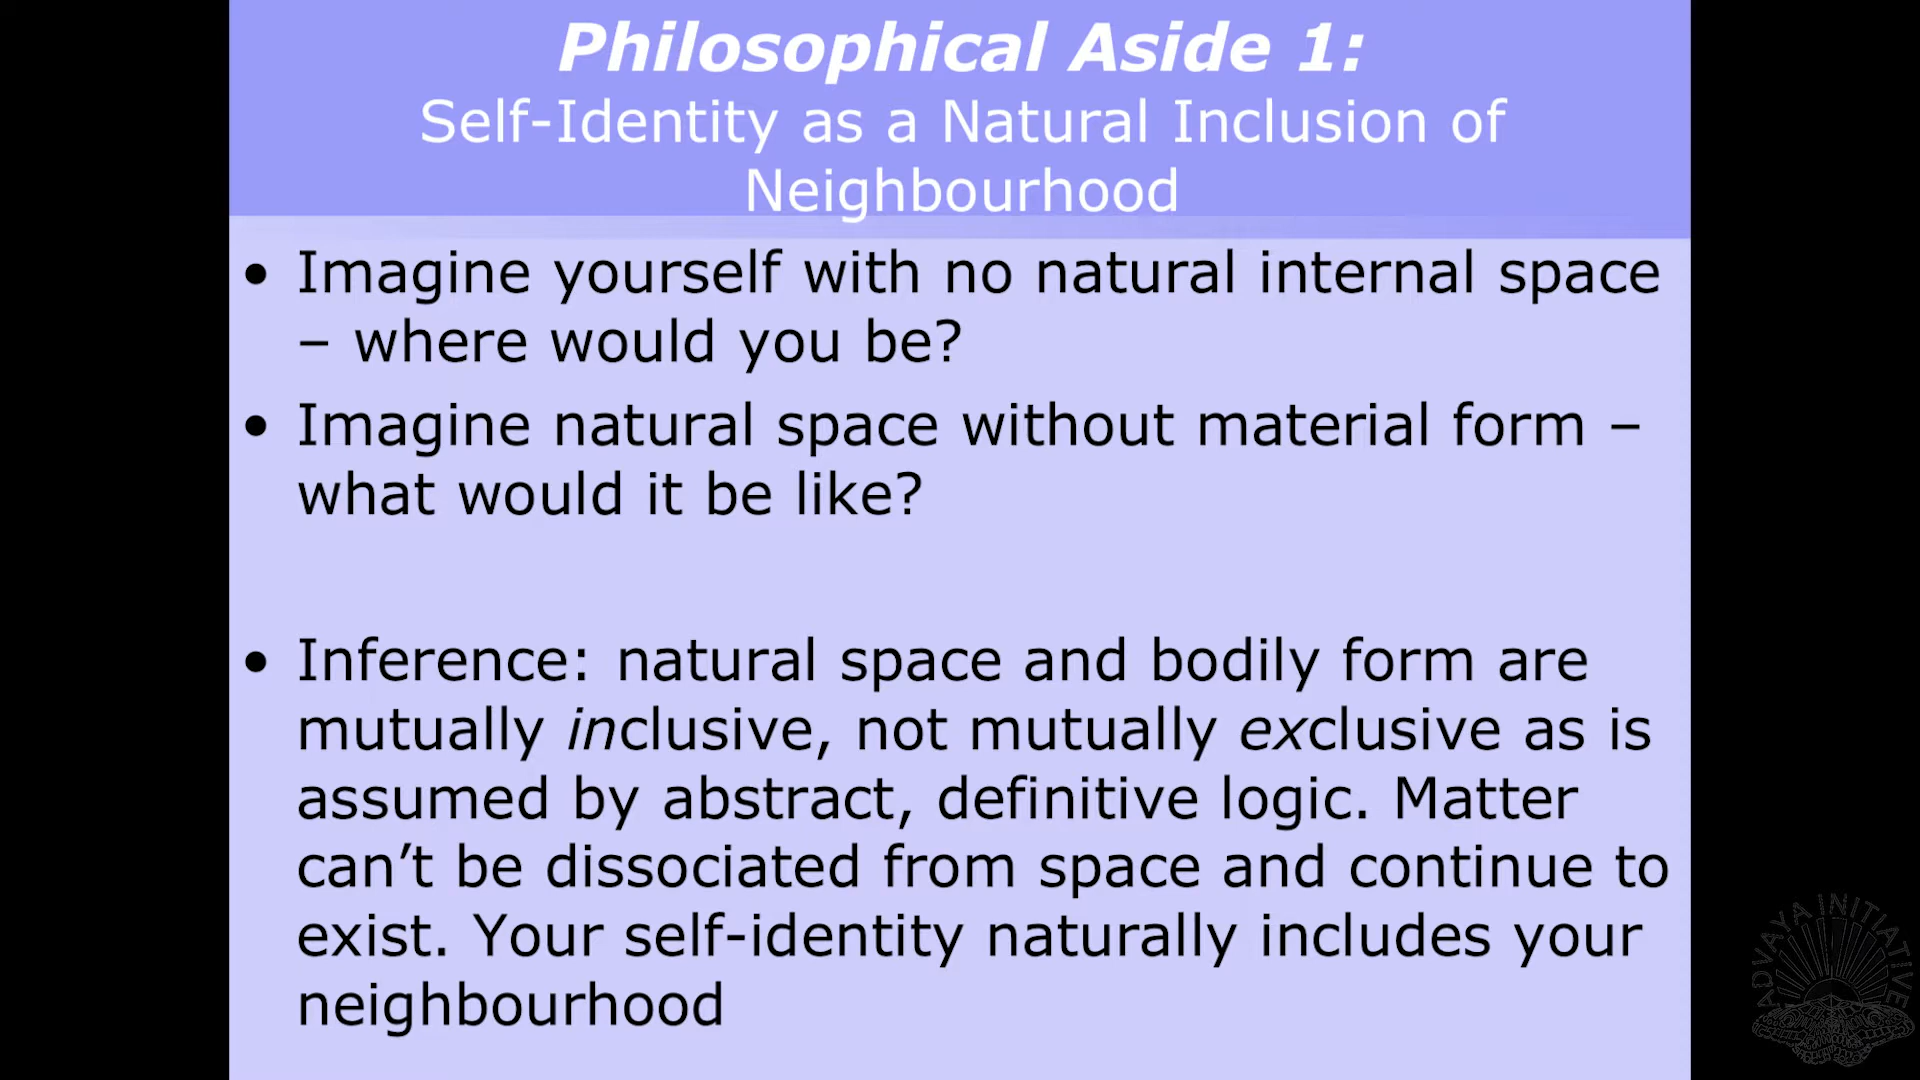 Philosophical Aside 1:
Self-Identity as a Natural Inclusion of
Neighbourhood
• Imagine yourself with no natural internal space
– where would you be?
• Imagine natural space without material form –
what would it be like?
• Inference: natural space and bodily form are
mutually inclusive, not mutually exclusive as is
assumed by abstract, definitive logic. Matter
can’t be dissociated from space and continue to
exist. Your self-identity naturally includes your
neighbourhood
ADVAYA INITIATIVE